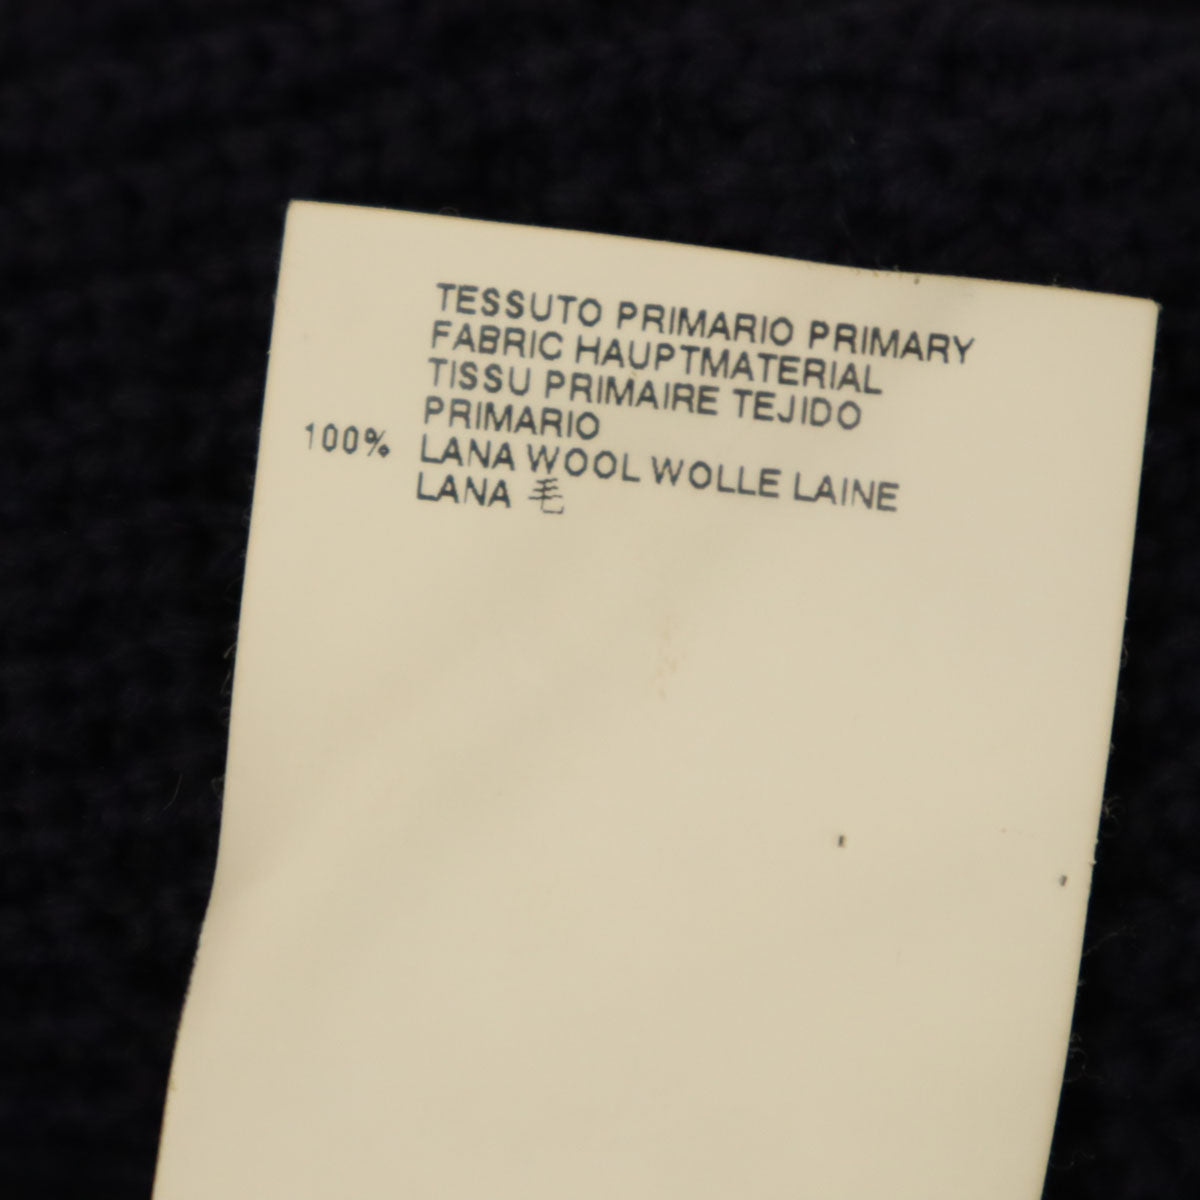 TESSUTO PRIMARIO PRIMARY
FABRIC HAUPTMATERIAL
TISSU PRIMAIRE TEJIDO
PRIMARIO
100% LANA WOOL WOLLE LAINE
LANA 毛